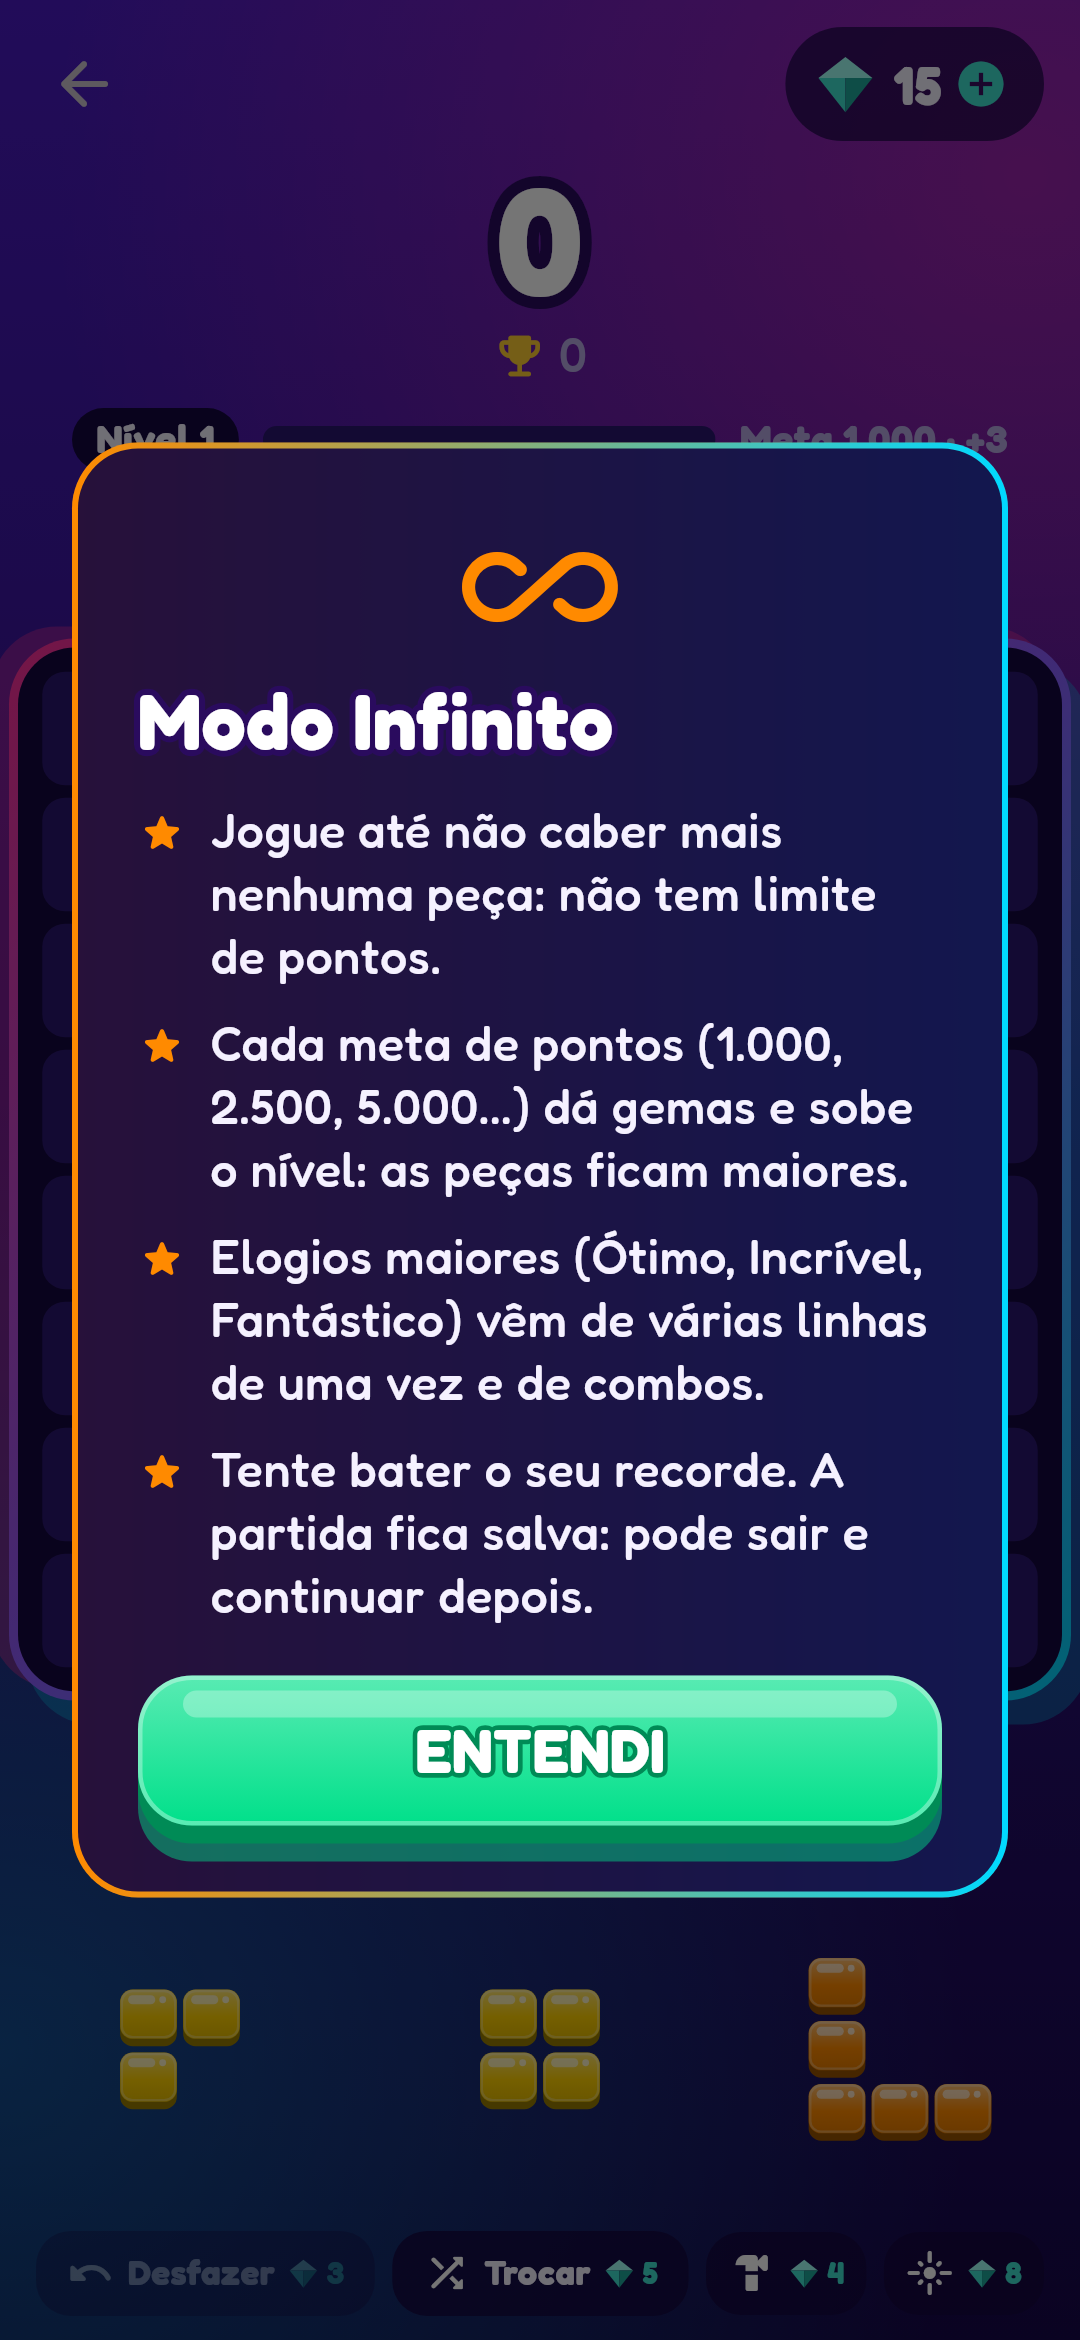 15
0
0
Nível 1
Meta 1.000 · +3
Modo Infinito
Jogue até não caber mais
nenhuma peça: não tem limite
de pontos.
Cada meta de pontos (1.000,
2.500, 5.000...) dá gemas e sobe
o nível: as peças ficam maiores.
Elogios maiores (Ótimo, Incrível,
Fantástico) vêm de várias linhas
de uma vez e de combos.
Tente bater o seu recorde. A
partida fica salva: pode sair e
continuar depois.
ENTENDI
Desfazer 3 Trocar 5 4 8